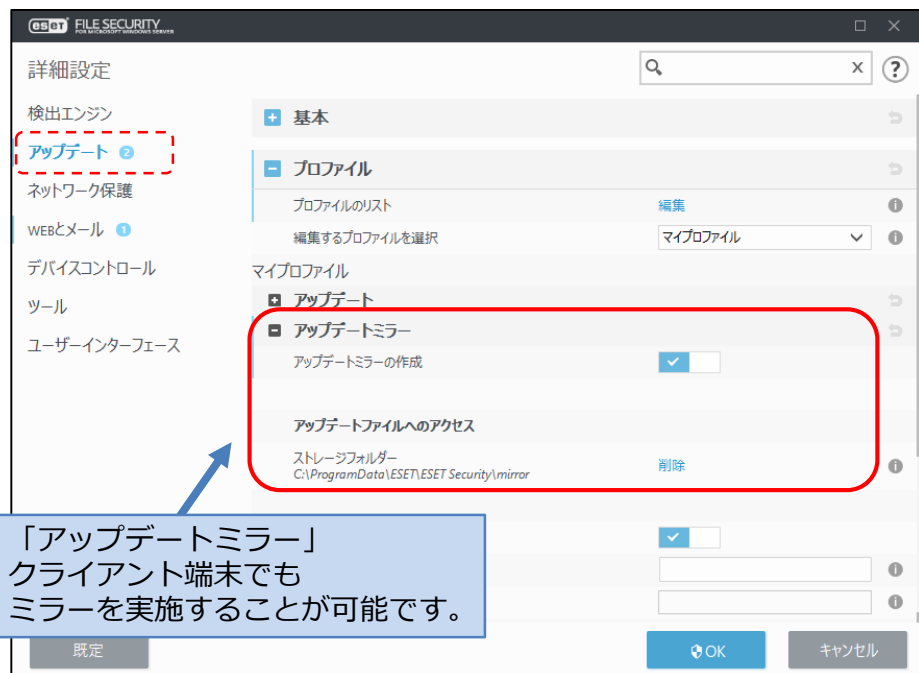 eset FILE SECURITY
FOR MICROSOFT WINDOWS SERVER
詳細設定
x
?
検出エンジン
アップデート 2
ネットワーク保護
WEBとメール 1
デバイスコントロール
ツール
ユーザーインターフェース
基本
プロファイル
プロファイルのリスト 編集
編集するプロファイルを選択 マイプロファイル
マイプロファイル
アップデート
アップデートミラー
アップデートミラーの作成
アップデートファイルへのアクセス
ストレージフォルダー 削除
C:\ProgramData\ESET\ESET Security\mirror
「アップデートミラー」
クライアント端末でも
ミラーを実施することが可能です。
既定
OK
キャンセル